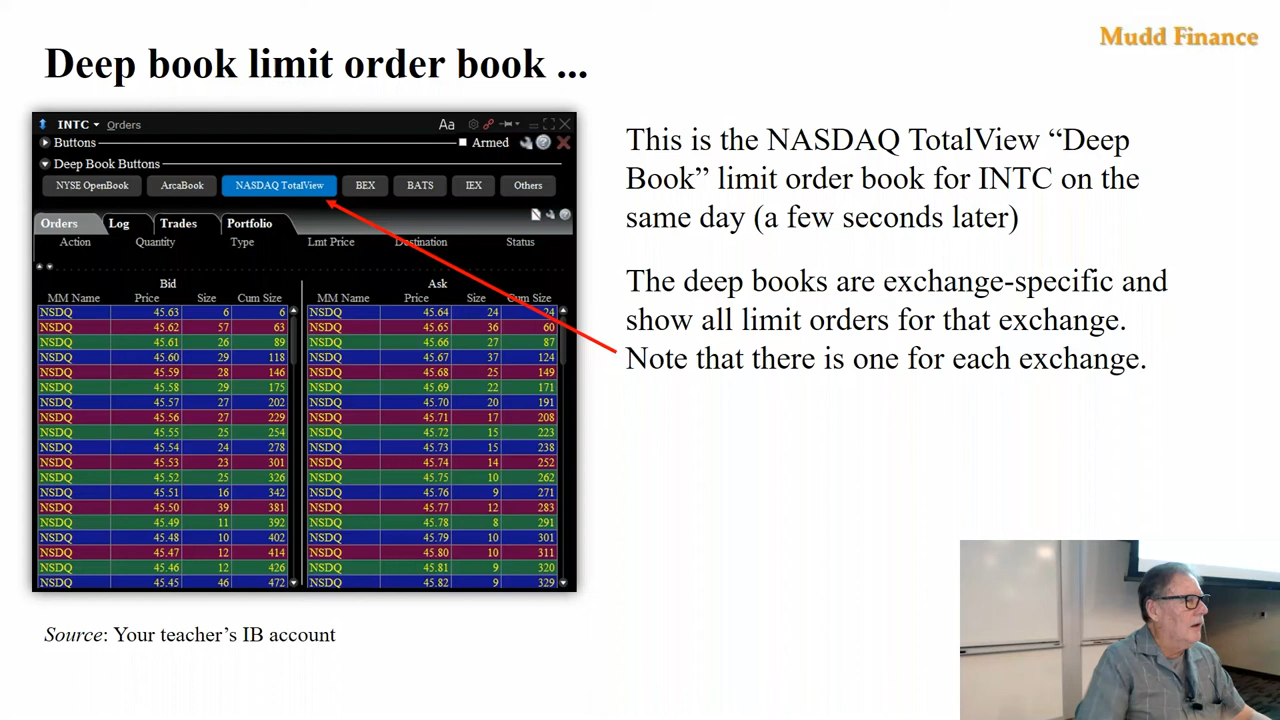 Mudd Finance
Deep book limit order book ...
INTC Orders Aa
Buttons Armed
Deep Book Buttons
NYSE OpenBook ArcaBook NASDAQ TotalView BEX BATS IEX Others
Orders Log Trades Portfolio
Action Quantity Type Lmt Price Destination Status
Bid Ask
MM Name Price Size Cum Size MM Name Price Size Cum Size
NSDQ 45.63 6 6 NSDQ 45.64 24 24
NSDQ 45.62 57 63 NSDQ 45.65 36 60
NSDQ 45.61 26 89 NSDQ 45.66 27 87
NSDQ 45.60 29 118 NSDQ 45.67 37 124
NSDQ 45.59 28 146 NSDQ 45.68 25 149
NSDQ 45.58 29 175 NSDQ 45.69 22 171
NSDQ 45.57 27 202 NSDQ 45.70 20 191
NSDQ 45.56 27 229 NSDQ 45.71 17 208
NSDQ 45.55 25 254 NSDQ 45.72 15 223
NSDQ 45.54 24 278 NSDQ 45.73 15 238
NSDQ 45.53 23 301 NSDQ 45.74 14 252
NSDQ 45.52 25 326 NSDQ 45.75 10 262
NSDQ 45.51 16 342 NSDQ 45.76 9 271
NSDQ 45.50 39 381 NSDQ 45.77 12 283
NSDQ 45.49 11 392 NSDQ 45.78 8 291
NSDQ 45.48 10 402 NSDQ 45.79 10 301
NSDQ 45.47 12 414 NSDQ 45.80 10 311
NSDQ 45.46 12 426 NSDQ 45.81 9 320
NSDQ 45.45 46 472 NSDQ 45.82 9 329
This is the NASDAQ TotalView “Deep
Book” limit order book for INTC on the
same day (a few seconds later)
The deep books are exchange-specific and
show all limit orders for that exchange.
Note that there is one for each exchange.
Source: Your teacher’s IB account